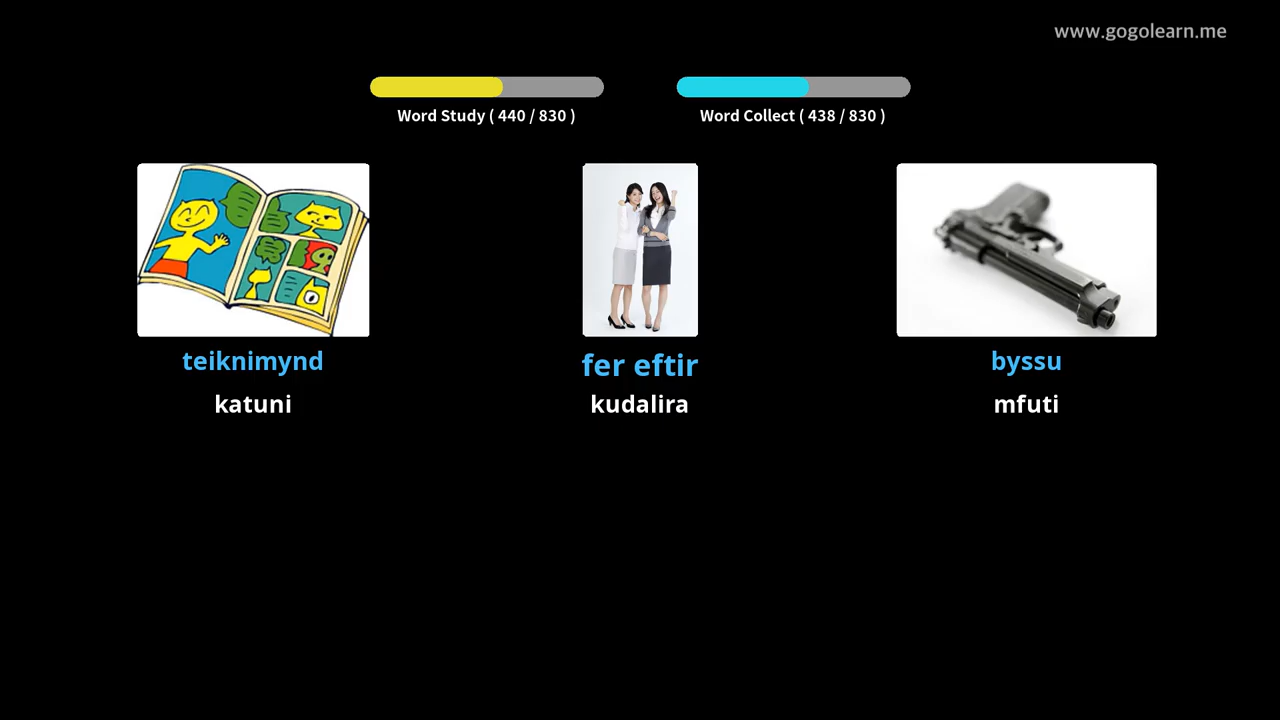 www.gogolearn.me
Word Study ( 440 / 830 )
Word Collect ( 438 / 830 )
teiknimynd
fer eftir
byssu
katuni
kudalira
mfuti